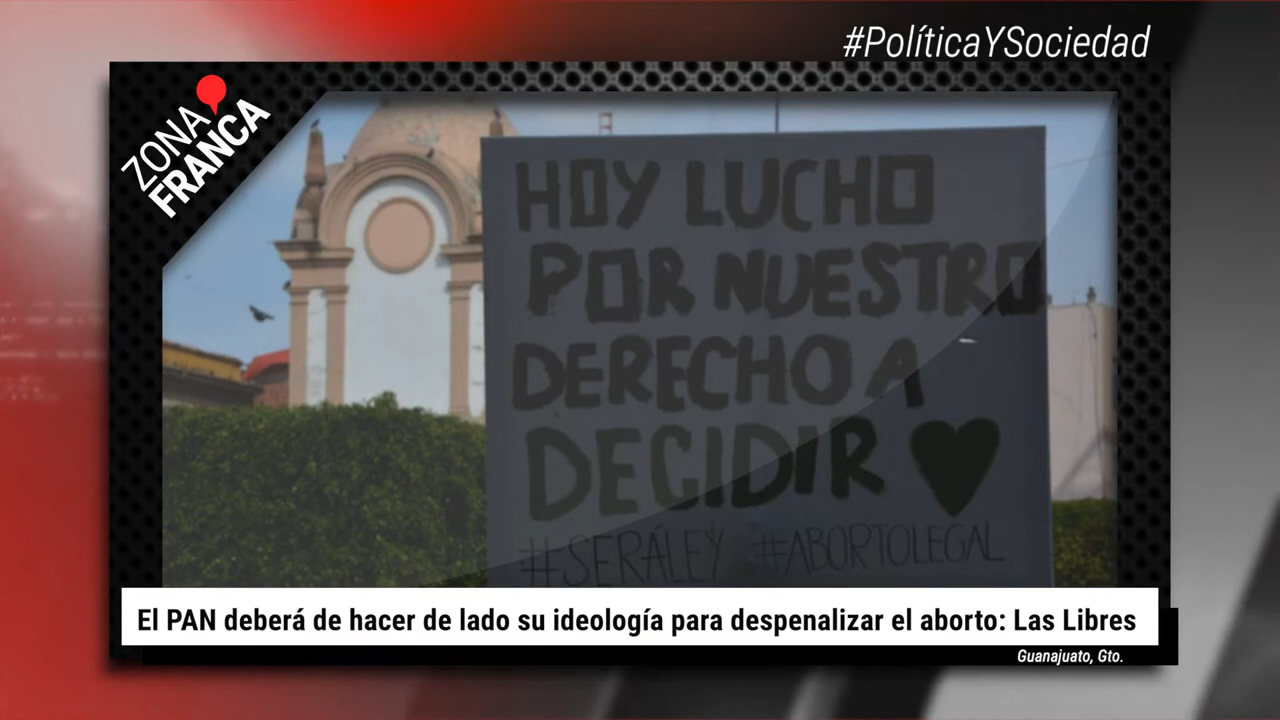 #PolíticaYSociedad
ZONA
FRANCA
HOY LUCHO
POR NUESTRO
DERECHO A
DECIDIR
#SERÁLEY #ABORTOLEGAL
El PAN deberá de hacer de lado su ideología para despenalizar el aborto: Las Libres
Guanajuato, Gto.